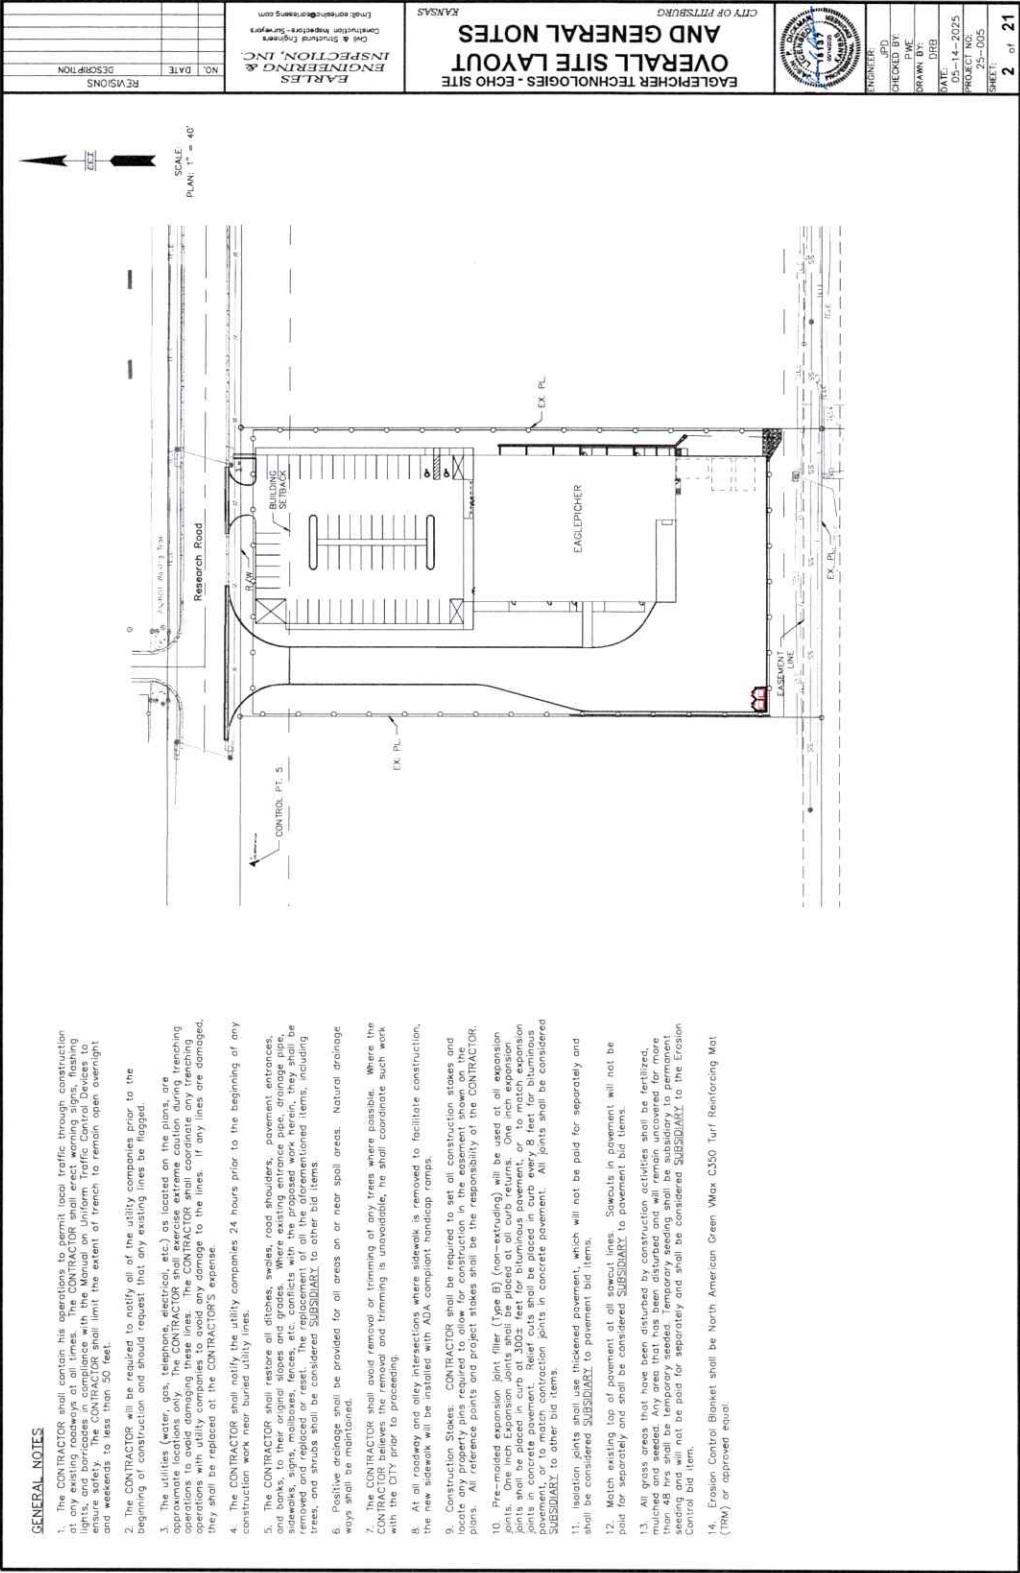 GENERAL NOTES
1. The CONTRACTOR shall contain his operations to permit local traffic through construction
at any existing roadways at all times. The CONTRACTOR shall erect warning signs, flashing
lights, and barricades in compliance with the Manual on Uniform Traffic Control Devices to
ensure safety. The CONTRACTOR shall limit the extent of trench to remain open overnight
and weekends to less than 50 feet.
2. The CONTRACTOR will be required to notify all of the utility companies prior to the
beginning of construction and should request that any existing lines be flagged.
3. The utilities (water, gas, telephone, electrical, etc.) as located on the plans, are
approximate locations only. The CONTRACTOR shall exercise extreme caution during trenching
operations to avoid damaging these lines. The CONTRACTOR shall coordinate any trenching
operations with utility companies to avoid any damage to the lines. If any lines are damaged,
they shall be replaced at the CONTRACTOR'S expense.
4. The CONTRACTOR shall notify the utility companies 24 hours prior to the beginning of any
construction work near buried utility lines.
5. The CONTRACTOR shall restore all ditches, swales, road shoulders, pavement entrances,
and banks, to their original slopes and grades. Where existing entrance pipe, drainage pipe,
sidewalks, signs, mailboxes, fences, etc. conflicts with the proposed work herein, they shall be
removed and replaced or reset. The replacement of all the aforementioned items, including
trees, and shrubs shall be considered SUBSIDIARY to other bid items.
6. Positive drainage shall be provided for all areas on or near spoil areas. Natural drainage
ways shall be maintained.
7. The CONTRACTOR shall avoid removal or trimming of any trees where possible. Where the
CONTRACTOR believes the removal and trimming is unavoidable, he shall coordinate such work
with the CITY prior to proceeding.
8. At all roadway and alley intersections where sidewalk is removed to facilitate construction,
the new sidewalk will be installed with ADA compliant handicap ramps.
9. Construction Stakes: CONTRACTOR shall be required to set all construction stakes and
locate any property pins required to allow for construction in the easement shown on the
plans. All reference points and project stakes shall be the responsibility of the CONTRACTOR.
10. Pre-molded expansion joint filler (Type B) (non-extruding) will be used at all expansion
joints. One Inch Expansion Joints shall be placed at all curb returns. One inch expansion
joints shall be placed in curb at 300± feet for bituminous pavement, or to match expansion
joints in concrete pavement. Relief cuts shall be placed in curb every 8 feet for bituminous
pavement, or to match contraction joints in concrete pavement. All joints shall be considered
SUBSIDIARY to other bid items.
11. Isolation joints shall use thickened pavement, which will not be paid for separately and
shall be considered SUBSIDIARY to pavement bid items.
12. Match existing top of pavement at all sawcut lines. Sawcuts in pavement will not be
paid for separately and shall be considered SUBSIDIARY to pavement bid items.
13. All grass areas that have been disturbed by construction activities shall be fertilized,
mulched and seeded. Any area that has been disturbed and will remain uncovered for more
than 48 hrs shall be temporary seeded. Temporary seeding shall be subsidiary to permanent
seeding and will not be paid for separately and shall be considered SUBSIDIARY to the Erosion
Control bid item.
14. Erosion Control Blanket shall be North American Green VMax C350 Turf Reinforcing Mat
(TRM) or approved equal.
CONTROL PT. 5
EX. PL.
Asphalt Walking Trail
Research Road
R/W
BUILDING
SETBACK
EAGLEPICHER
EX. PL.
EASEMENT
LINE
EX. PL.
SS
SS
SS
SS
EEI
SCALE:
PLAN: 1" = 40'
REVISIONS
NO.
DATE
DESCRIPTION
EARLES
ENGINEERING &
INSPECTION, INC.
Civil & Structural Engineers
Construction Inspectors-Surveyors
Email: earlesinc@earleseng.com
EAGLEPICHER TECHNOLOGIES - ECHO SITE
OVERALL SITE LAYOUT
AND GENERAL NOTES
CITY OF PITTSBURG
KANSAS
LICENSED
PROFESSIONAL
KANSAS
ENGINEER:
JPD
CHECKED BY:
PWE
DRAWN BY:
DRB
DATE:
05-14-2025
PROJECT NO:
25-005
SHEET:
2 of 21